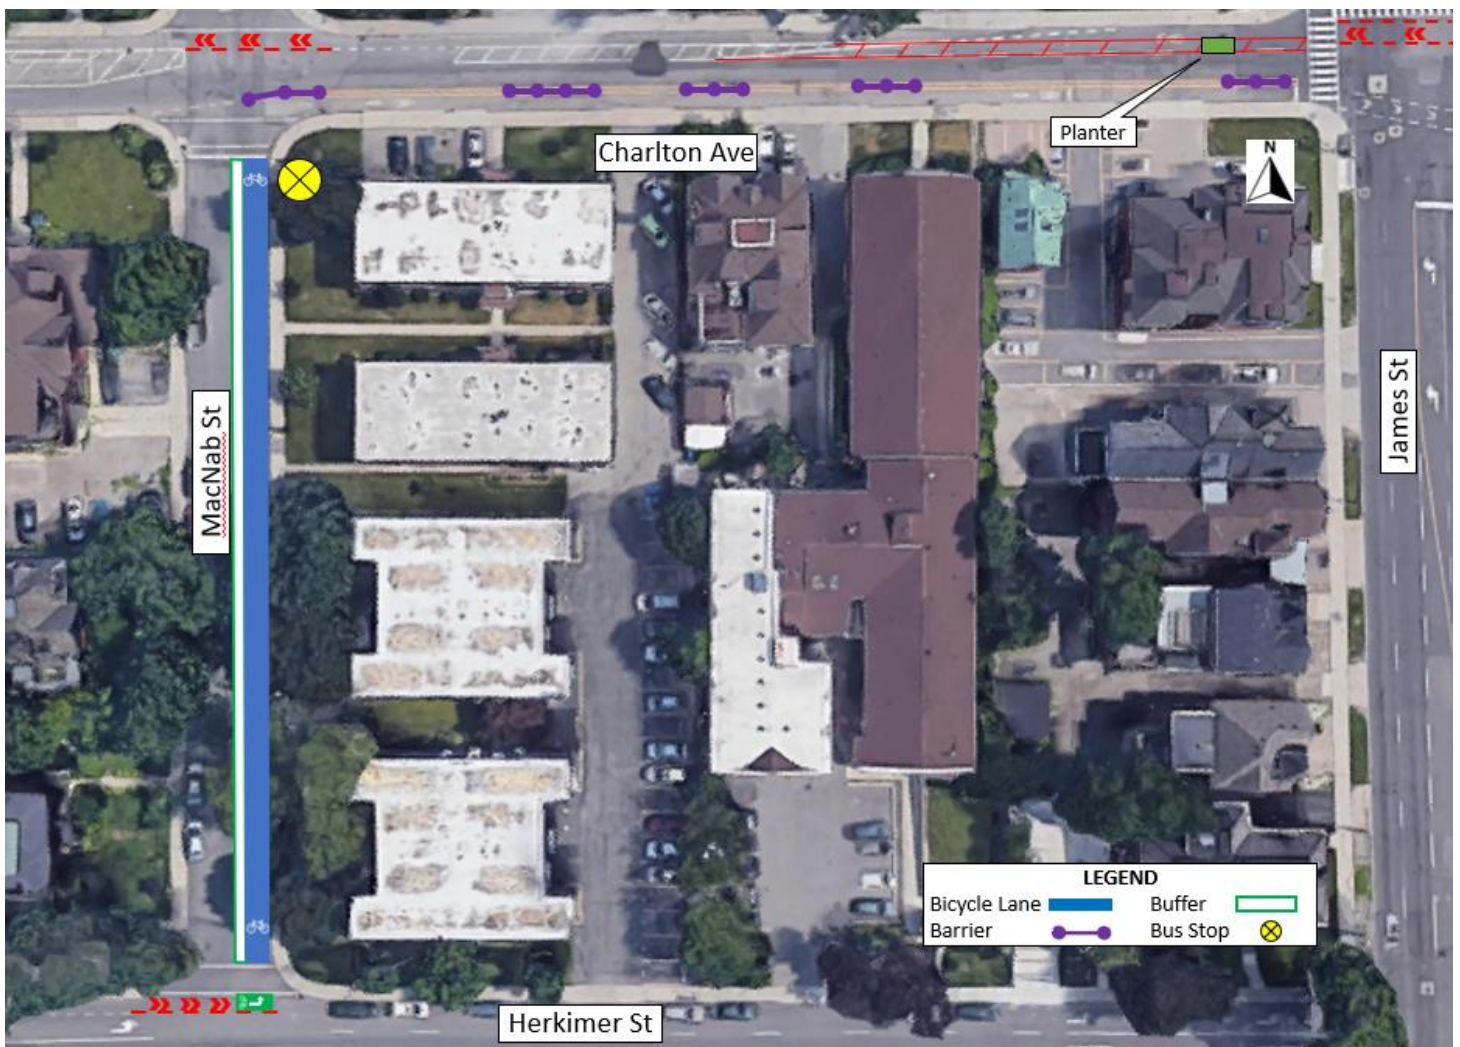 Planter
Charlton Ave
N
MacNab St
James St
LEGEND
Bicycle Lane
Buffer
Barrier
Bus Stop
Herkimer St